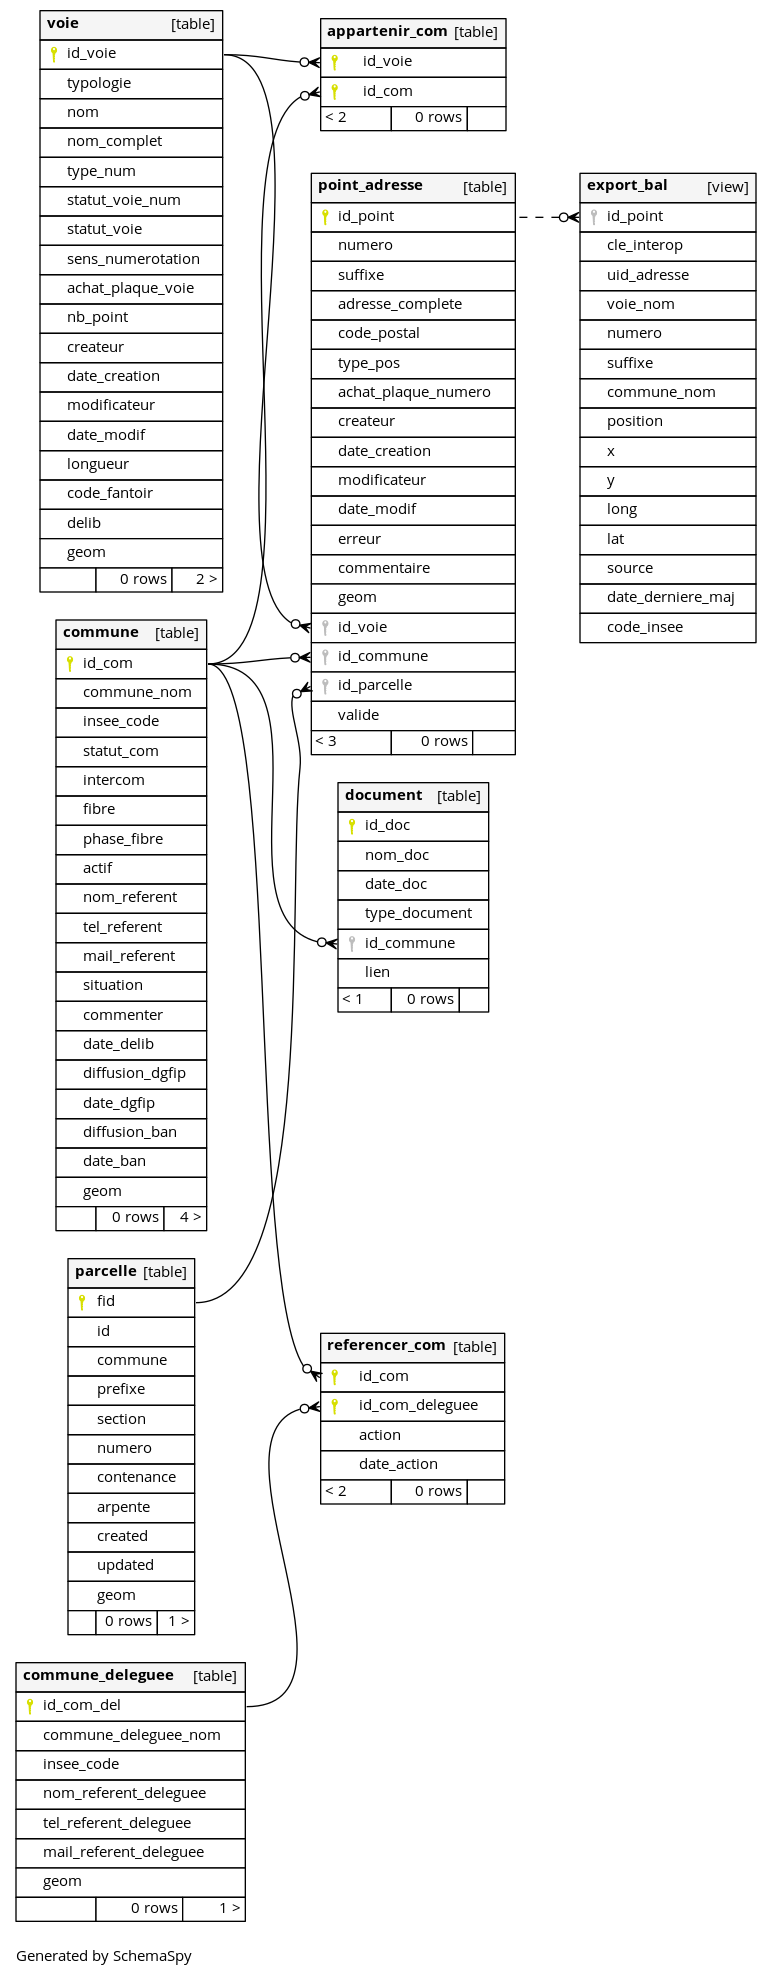 voie [table]
id_voie
typologie
nom
nom_complet
type_num
statut_voie_num
statut_voie
sens_numerotation
achat_plaque_voie
nb_point
createur
date_creation
modificateur
date_modif
longueur
code_fantoir
delib
geom
0 rows 2 >
appartenir_com [table]
id_voie
id_com
< 2 0 rows
point_adresse [table]
id_point
numero
suffixe
adresse_complete
code_postal
type_pos
achat_plaque_numero
createur
date_creation
modificateur
date_modif
erreur
commentaire
geom
id_voie
id_commune
id_parcelle
valide
< 3 0 rows
export_bal [view]
id_point
cle_interop
uid_adresse
voie_nom
numero
suffixe
commune_nom
position
x
y
long
lat
source
date_derniere_maj
code_insee
commune [table]
id_com
commune_nom
insee_code
statut_com
intercom
fibre
phase_fibre
actif
nom_referent
tel_referent
mail_referent
situation
commenter
date_delib
diffusion_dgfip
date_dgfip
diffusion_ban
date_ban
geom
0 rows 4 >
document [table]
id_doc
nom_doc
date_doc
type_document
id_commune
lien
< 1 0 rows
parcelle [table]
fid
id
commune
prefixe
section
numero
contenance
arpente
created
updated
geom
0 rows 1 >
referencer_com [table]
id_com
id_com_deleguee
action
date_action
< 2 0 rows
commune_deleguee [table]
id_com_del
commune_deleguee_nom
insee_code
nom_referent_deleguee
tel_referent_deleguee
mail_referent_deleguee
geom
0 rows 1 >
Generated by SchemaSpy